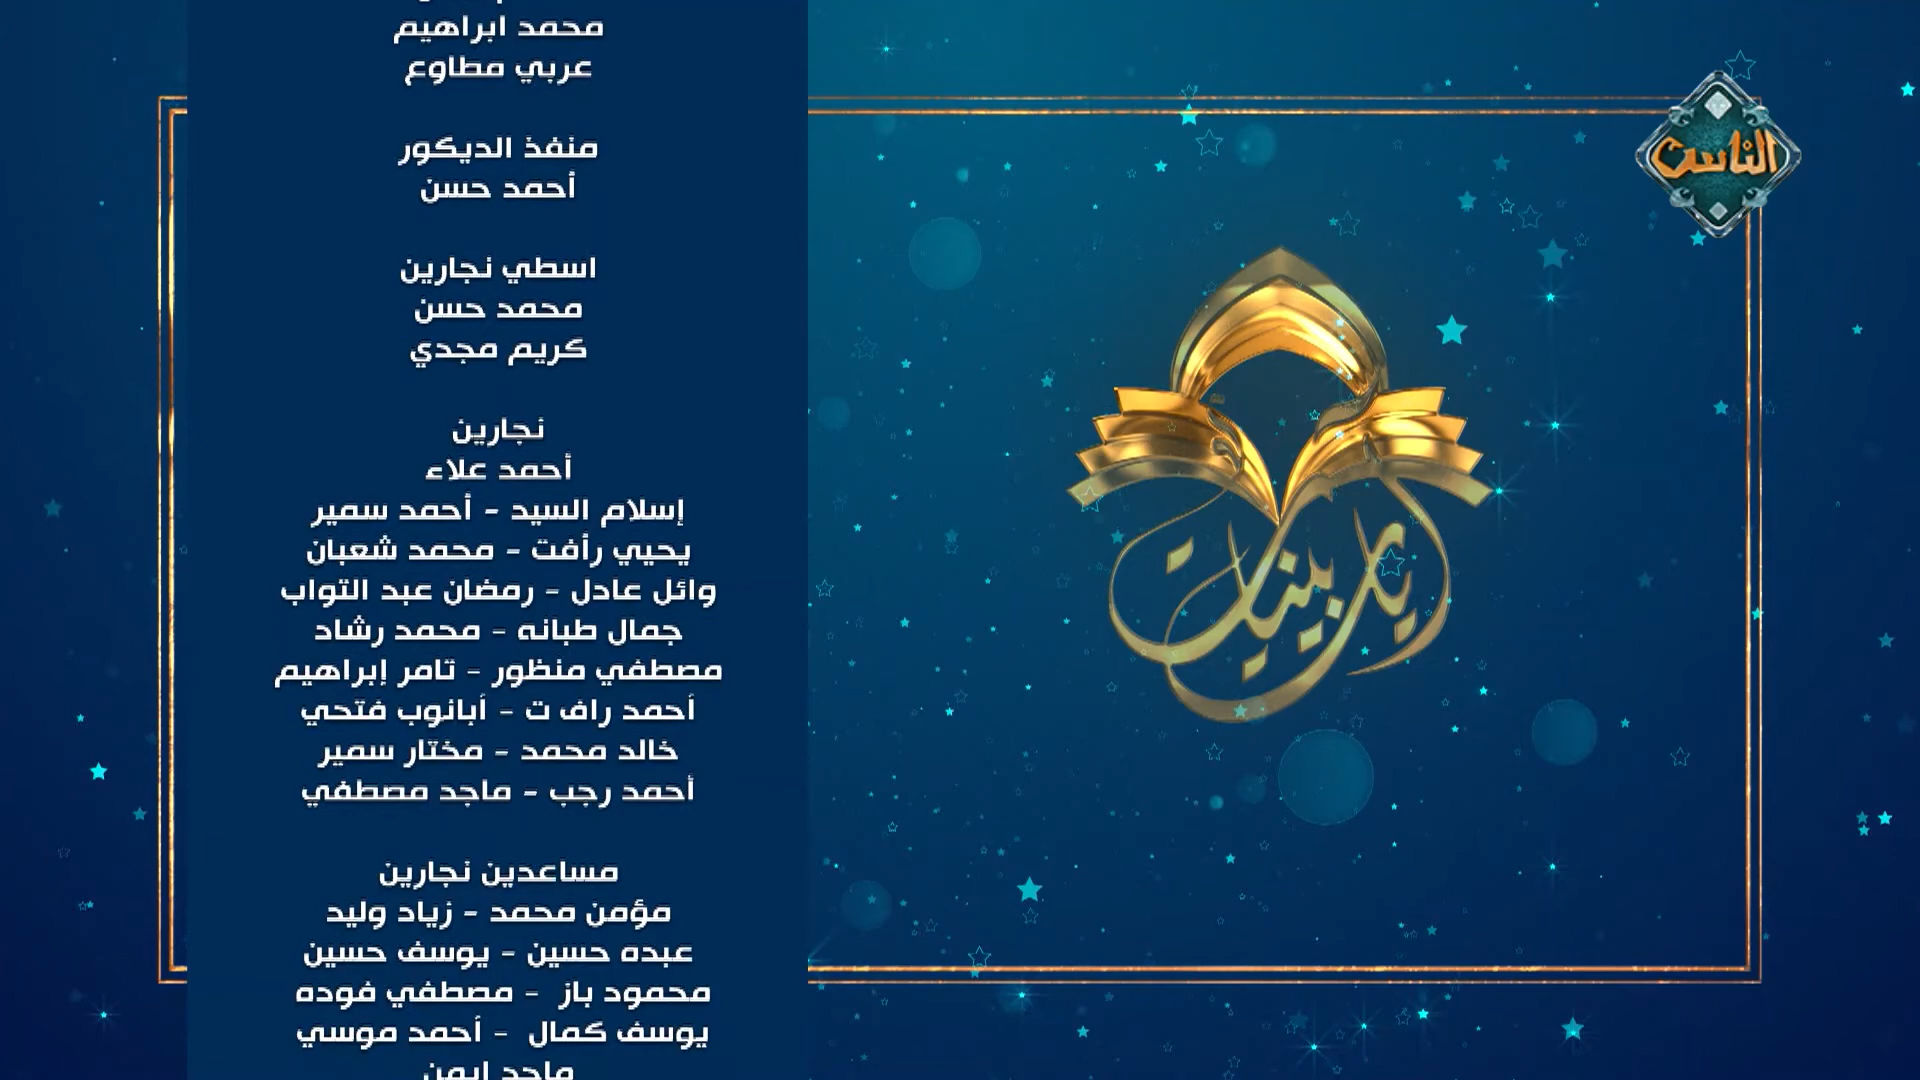 محمد ابراهيم
عربي مطاوع
منفذ الديكور
أحمد حسن
اسطي نجارين
محمد حسن
كريم مجدي
نجارين
أحمد علاء
إسلام السيد - أحمد سمير
يحيي رأفت - محمد شعبان
وائل عادل - رمضان عبد التواب
جمال طبانه - محمد رشاد
مصطفي منظور - تامر إبراهيم
أحمد راف ت - أبانوب فتحي
خالد محمد - مختار سمير
أحمد رجب - ماجد مصطفي
مساعدين نجارين
مؤمن محمد - زياد وليد
عبده حسين - يوسف حسين
محمود باز - مصطفي فوده
يوسف كمال - أحمد موسي
ماجد ايمن
الناس